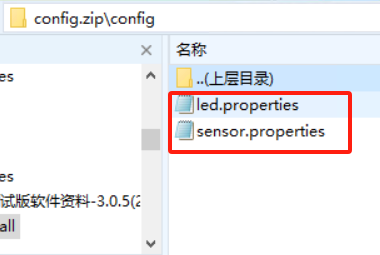 config.zip\config
名称
..(上层目录)
led.properties
sensor.properties
es
es
试版软件资料-3.0.5(2
all